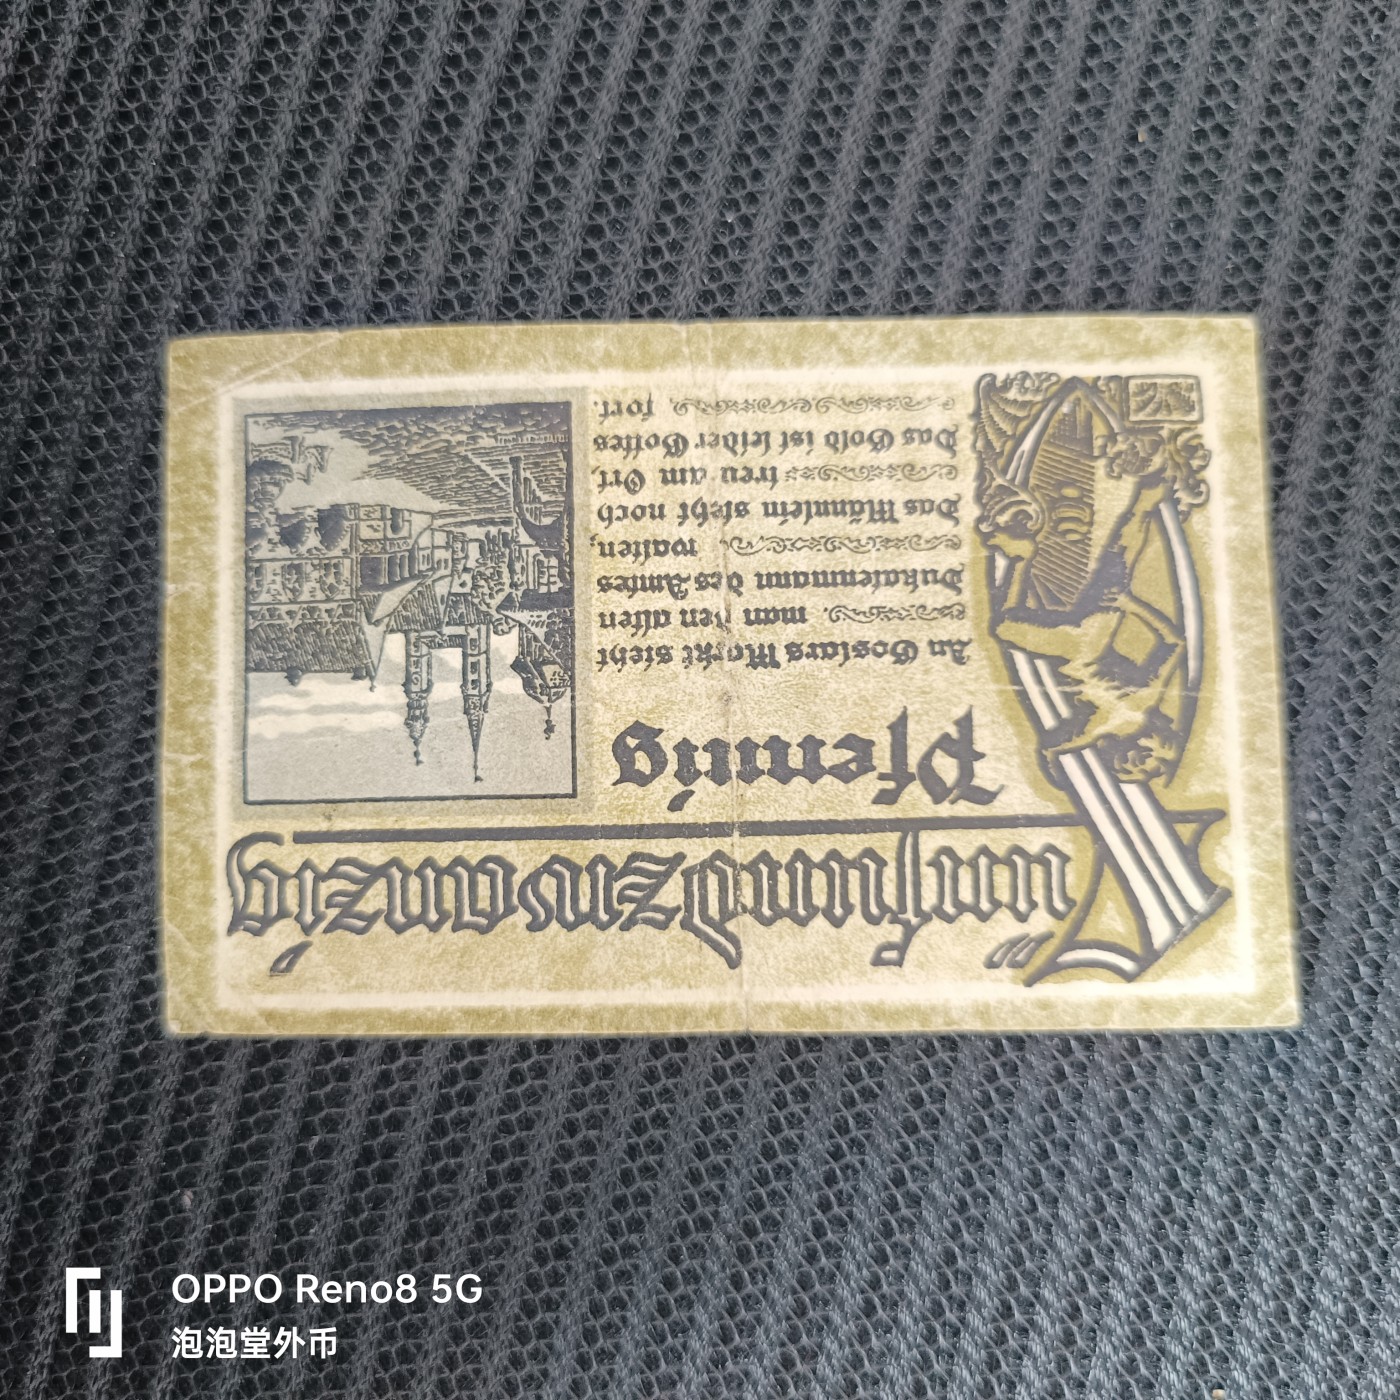 Fünfundzwanzig
Pfennig
An Goslars Markt sieht
man den alten
Dukatenmann des Amtes
walten,
Das Männlein steht noch
treu am Ort,
Das Gold ist leider Gottes
fort.
OPPO Reno8 5G
泡泡堂外币